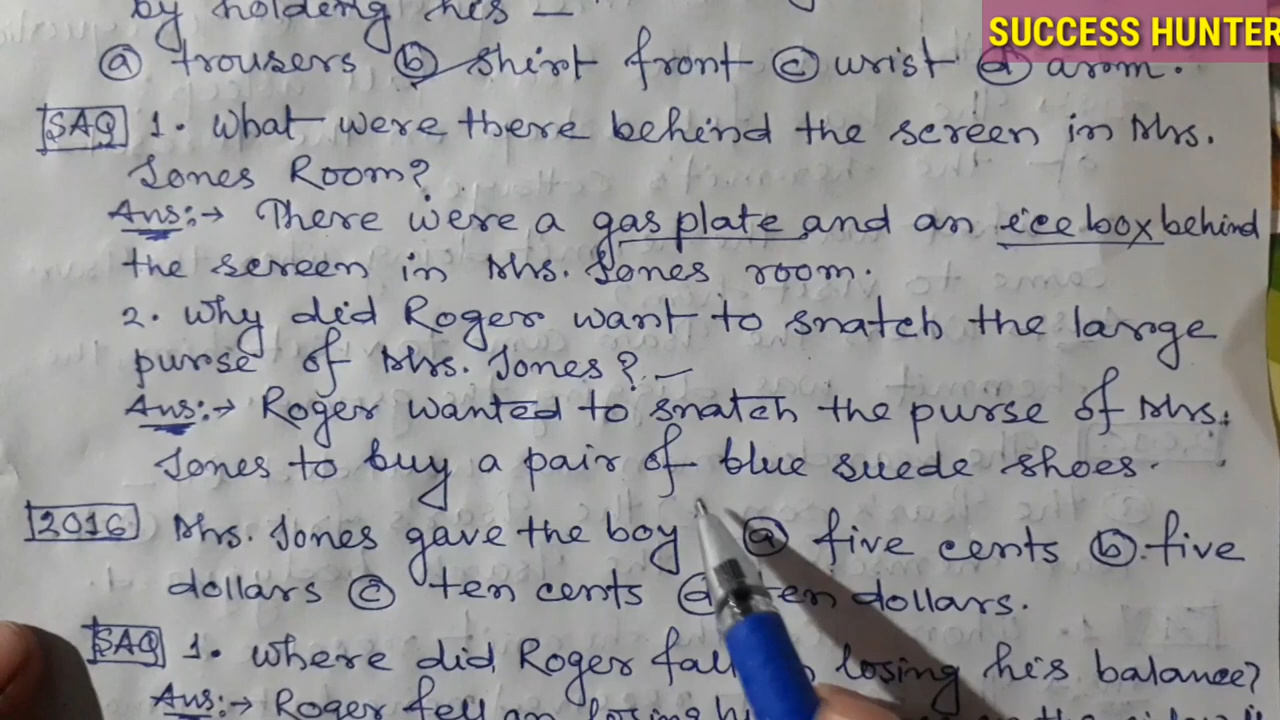 SUCCESS HUNTER
by holding his –
ⓐ trousers ⓑ shirt front ⓒ wrist ⓓ arom.
SAQ 1. What were there behind the screen in Mrs.
Jones Room?
Ans:→ There were a gas plate and an ice box behind
the screen in Mrs. Jones room.
2. Why did Roger want to snatch the large
purse of Mrs. Jones? –
Ans:→ Roger wanted to snatch the purse of Mrs.
Jones to buy a pair of blue suede shoes.
2016 Mrs. Jones gave the boy ⓐ five cents ⓑ five
dollars ⓒ ten cents ⓓ ten dollars.
SAQ 1. Where did Roger fall losing his balance?
Ans:→ Roger fell on losing